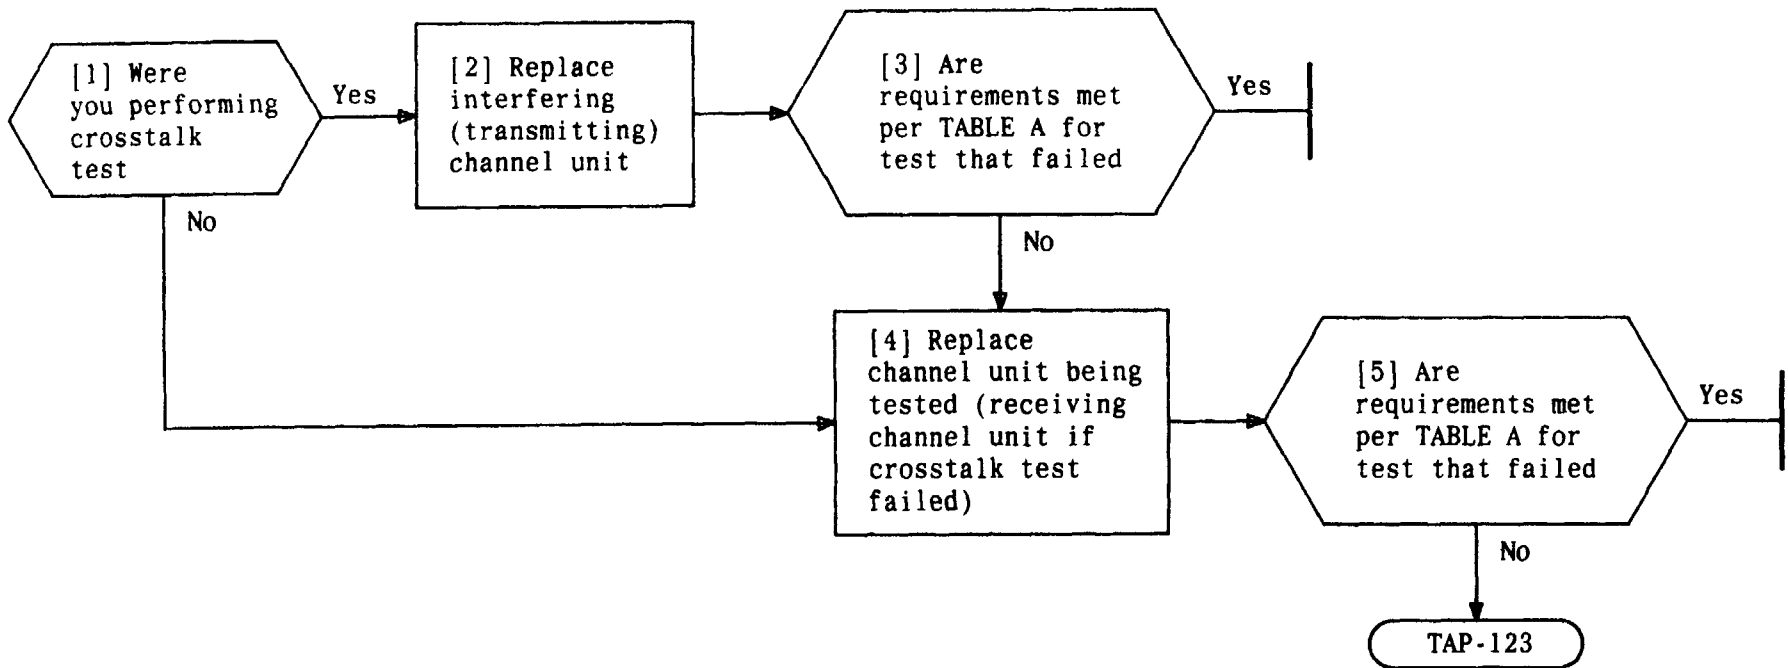 [1] Were
you performing
crosstalk
test
Yes
No
[2] Replace
interfering
(transmitting)
channel unit
[3] Are
requirements met
per TABLE A for
test that failed
Yes
No
[4] Replace
channel unit being
tested (receiving
channel unit if
crosstalk test
failed)
[5] Are
requirements met
per TABLE A for
test that failed
Yes
No
TAP-123